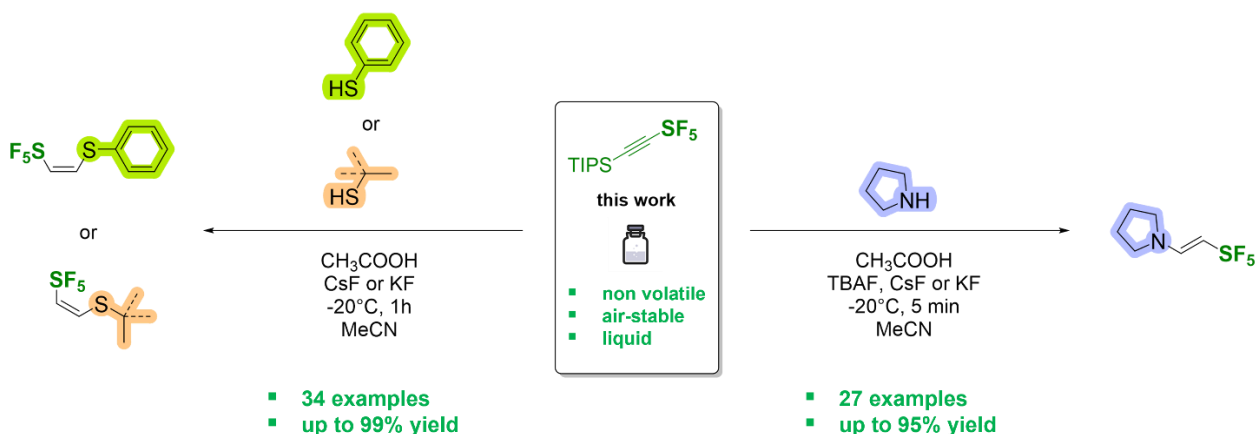 HS
or
HS
F5S
S
or
SF5
S
CH3COOH
CsF or KF
-20°C, 1h
MeCN
▪ 34 examples
▪ up to 99% yield
SF5
TIPS
this work
▪ non volatile
▪ air-stable
▪ liquid
NH
CH3COOH
TBAF, CsF or KF
-20°C, 5 min
MeCN
N
SF5
▪ 27 examples
▪ up to 95% yield